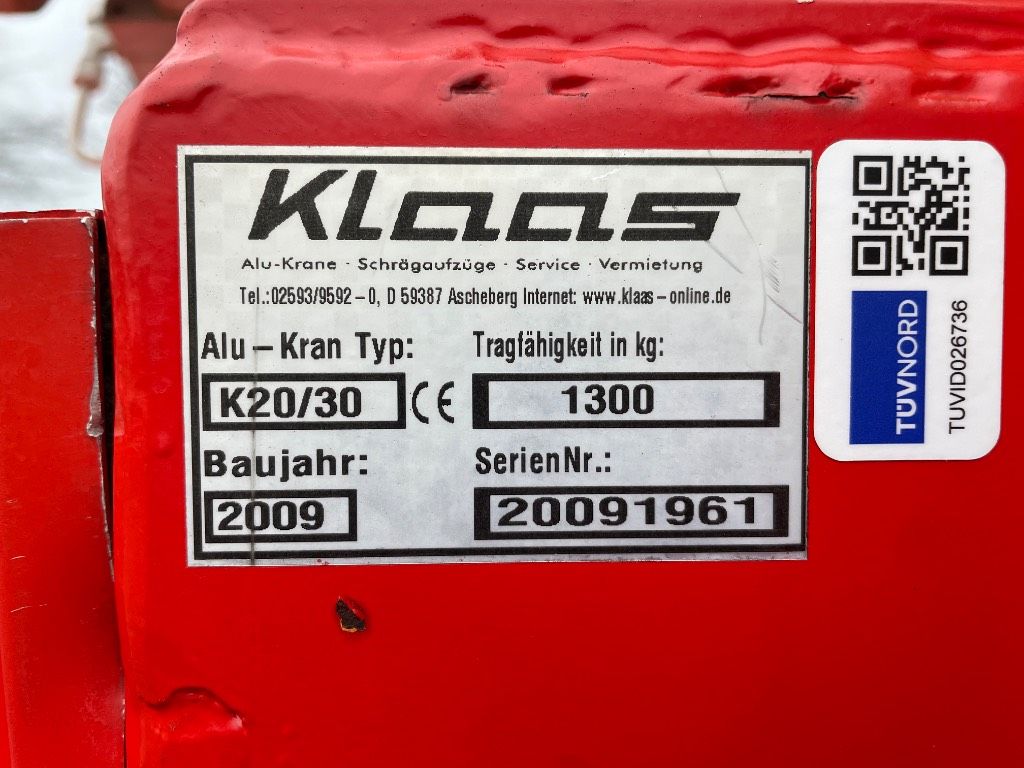 Klaas
Alu-Krane · Schrägaufzüge · Service · Vermietung
Tel.:02593/9592-0, D 59387 Ascheberg Internet: www.klaas-online.de
Alu-Kran Typ: Tragfähigkeit in kg:
K20/30 CE 1300
Baujahr: SerienNr.:
2009 20091961
TÜVNORD
TUVID026736